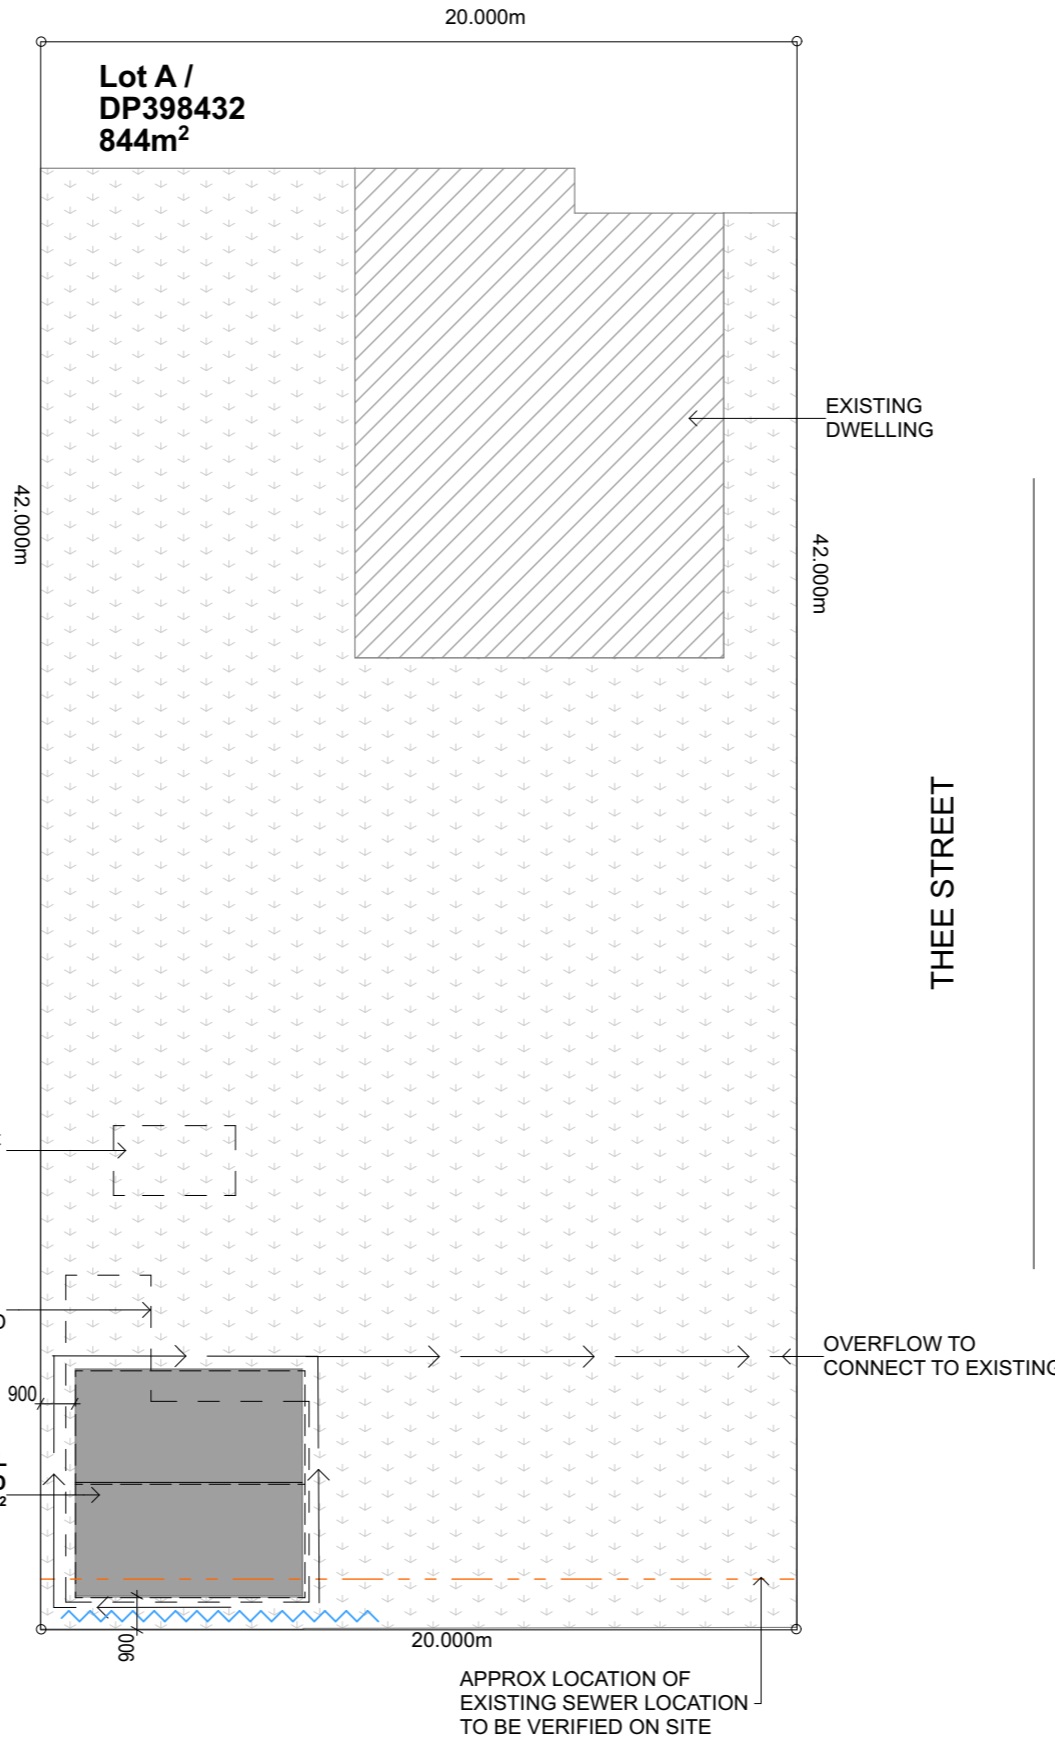 20.000m
Lot A /
DP398432
844m²
EXISTING
DWELLING
42.000m
42.000m
THEE STREET
OVERFLOW TO
CONNECT TO EXISTING
900
900
20.000m
APPROX LOCATION OF
EXISTING SEWER LOCATION
TO BE VERIFIED ON SITE